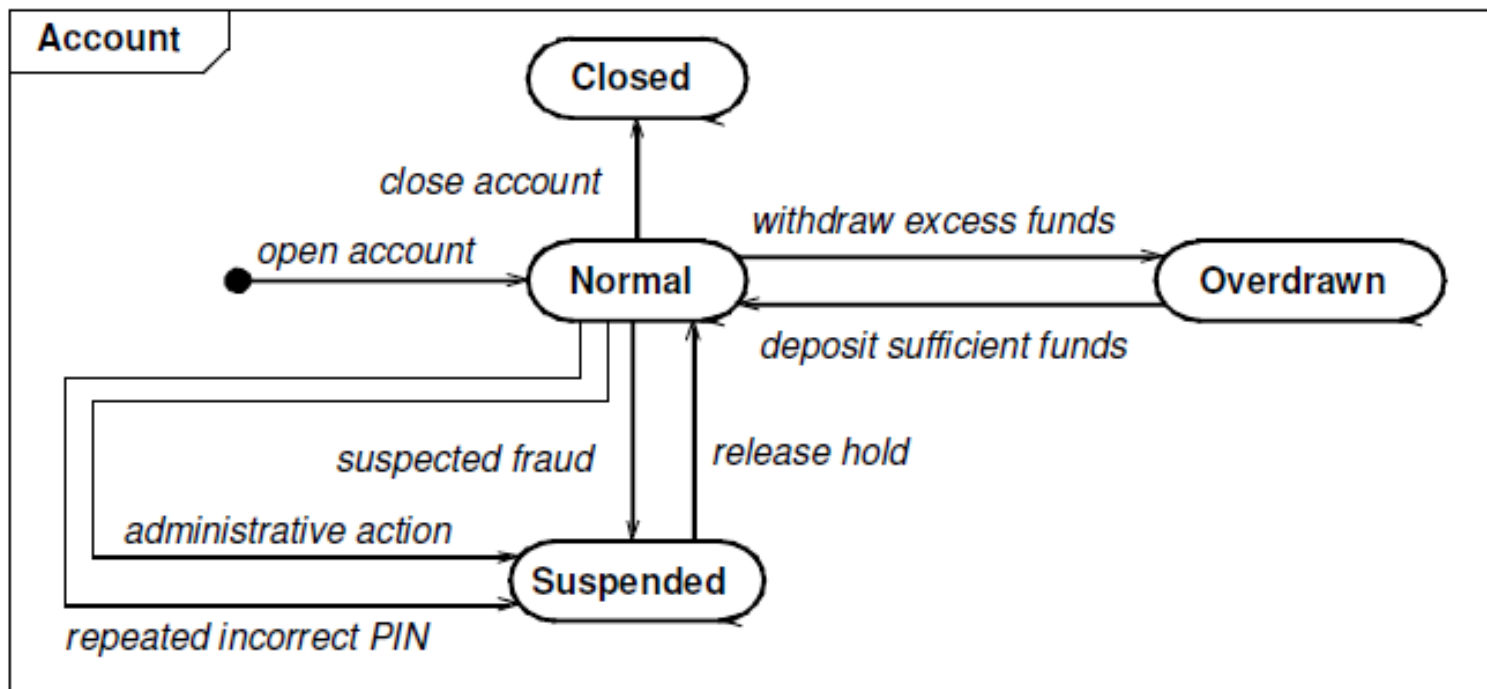 Account
Closed
close account
withdraw excess funds
open account
Normal
Overdrawn
deposit sufficient funds
suspected fraud
release hold
administrative action
Suspended
repeated incorrect PIN